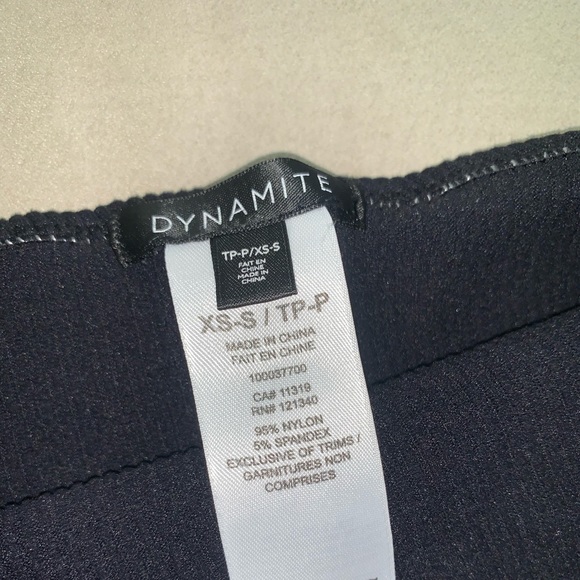 DYNAMITE
TP-P/XS-S
FAIT EN
CHINE
MADE IN
CHINA
XS-S / TP-P
MADE IN CHINA
FAIT EN CHINE
100037700
CA# 11319
RN# 121340
95% NYLON
5% SPANDEX
EXCLUSIVE OF TRIMS /
GARNITURES NON
COMPRISES